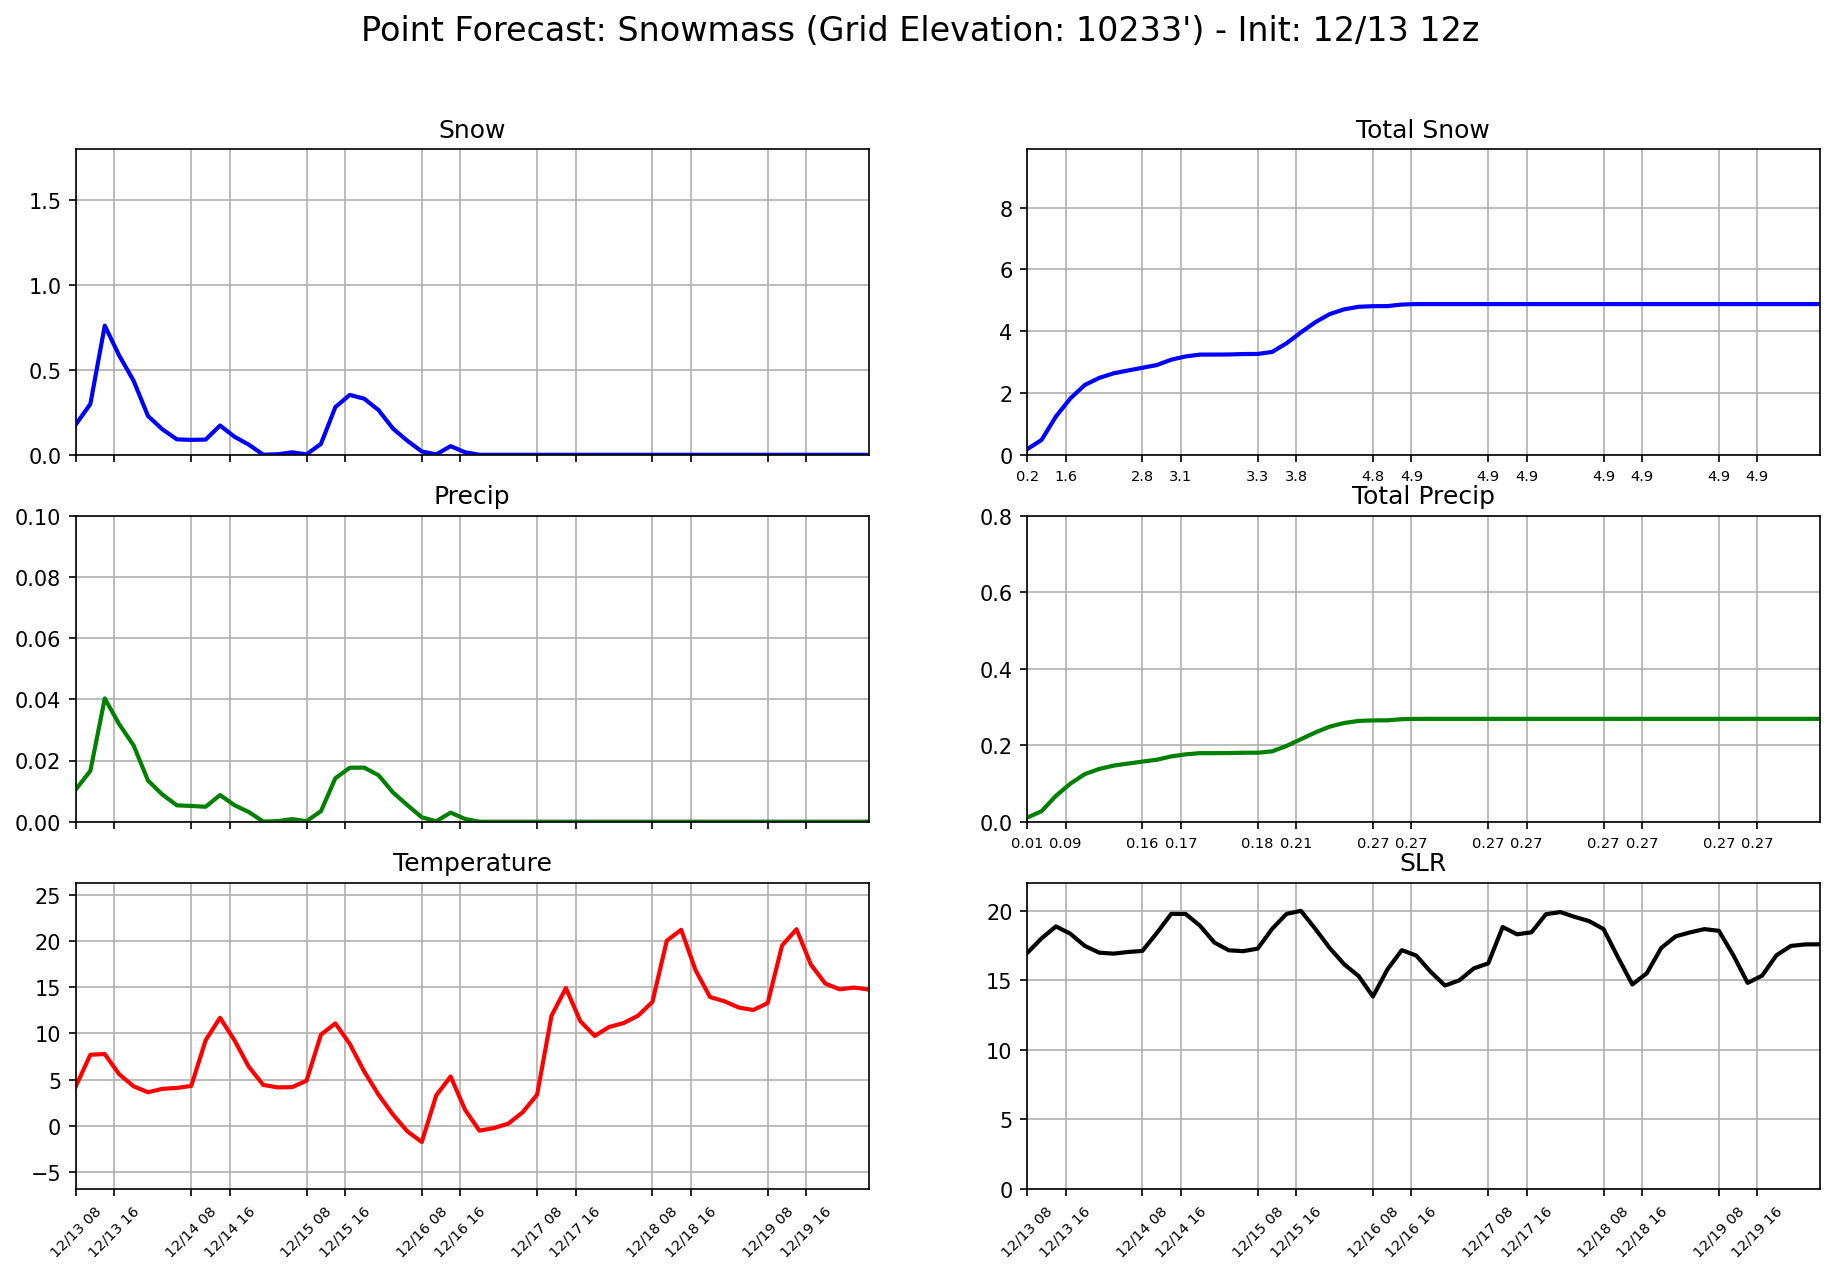 Point Forecast: Snowmass (Grid Elevation: 10233') - Init: 12/13 12z
Snow
1.5
1.0
0.5
0.0
Total Snow
8
6
4
2
0
0.2 1.6 2.8 3.1 3.3 3.8 4.8 4.9 4.9 4.9 4.9 4.9 4.9 4.9
Precip
0.10
0.08
0.06
0.04
0.02
0.00
Total Precip
0.8
0.6
0.4
0.2
0.0
0.01 0.09 0.16 0.17 0.18 0.21 0.27 0.27 0.27 0.27 0.27 0.27 0.27 0.27
Temperature
25
20
15
10
5
0
−5
12/13 08 12/13 16 12/14 08 12/14 16 12/15 08 12/15 16 12/16 08 12/16 16 12/17 08 12/17 16 12/18 08 12/18 16 12/19 08 12/19 16
SLR
20
15
10
5
0
12/13 08 12/13 16 12/14 08 12/14 16 12/15 08 12/15 16 12/16 08 12/16 16 12/17 08 12/17 16 12/18 08 12/18 16 12/19 08 12/19 16